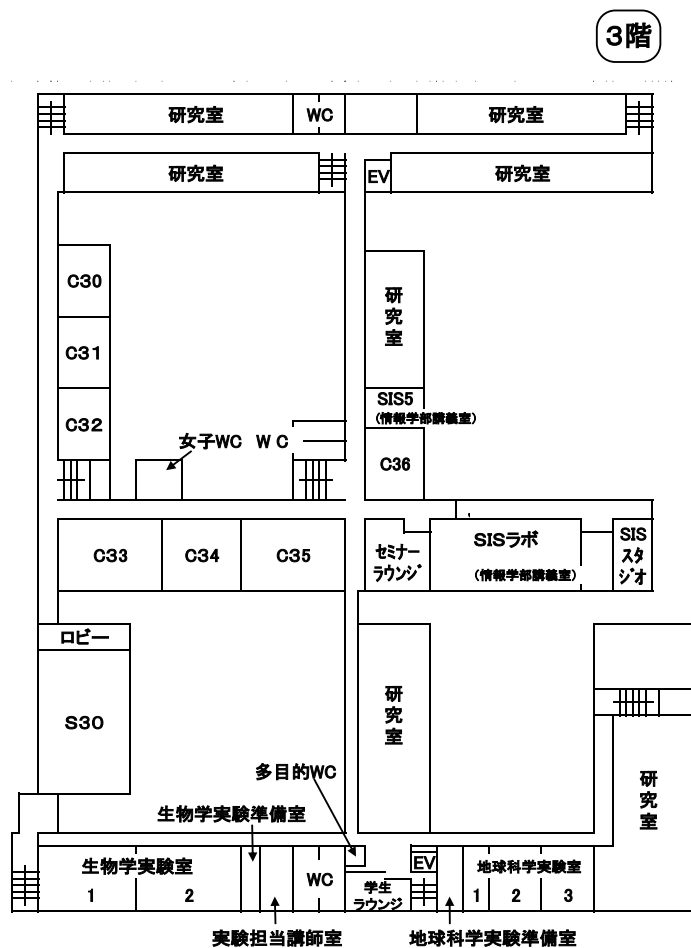 3階
研究室
WC
研究室
研究室
EV
研究室
C30
研
究
室
C31
SIS5
(情報学部講義室)
C32
女子WC
WC
C36
C33
C34
C35
セミナー
ラウンジ
SISラボ
(情報学部講義室)
SIS
スタ
ジオ
ロビー
S30
研
究
室
多目的WC
研
究
室
生物学実験準備室
生物学実験室
1
2
WC
学生
ラウンジ
EV
地球科学実験室
1
2
3
実験担当講師室
地球科学実験準備室